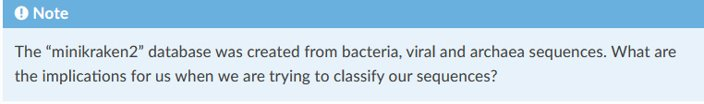 Note
The “minikraken2” database was created from bacteria, viral and archaea sequences. What are
the implications for us when we are trying to classify our sequences?